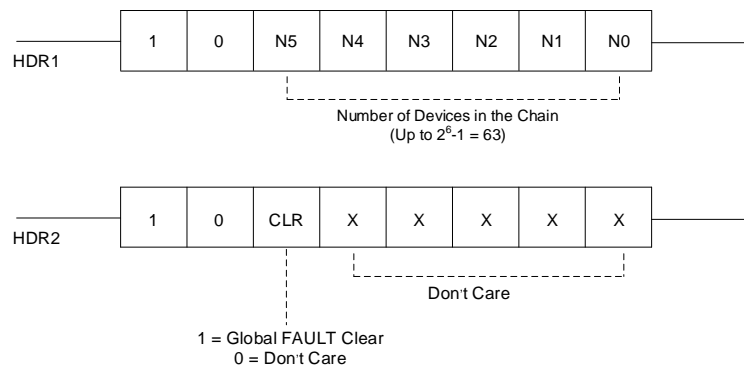 1 0 N5 N4 N3 N2 N1 N0
HDR1
Number of Devices in the Chain
(Up to 2⁶-1 = 63)
1 0 CLR X X X X X
HDR2
Don't Care
1 = Global FAULT Clear
0 = Don't Care